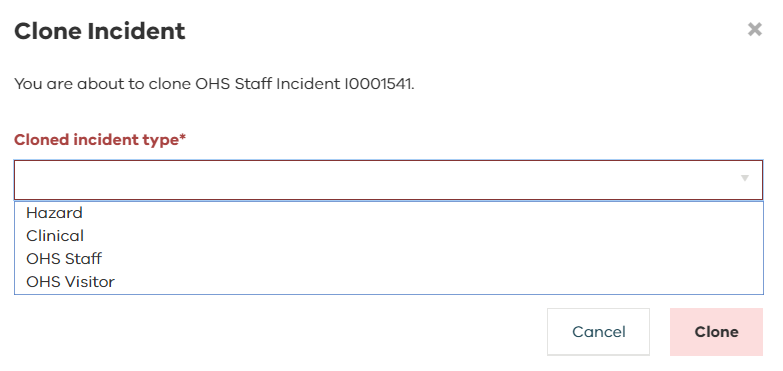 Clone Incident
You are about to clone OHS Staff Incident I0001541.
Cloned incident type*
Hazard
Clinical
OHS Staff
OHS Visitor
Cancel Clone